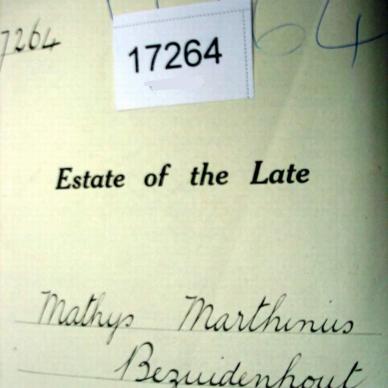 7264
17264
64
Estate of the Late
Mathys Marthinus
Bezuidenhout